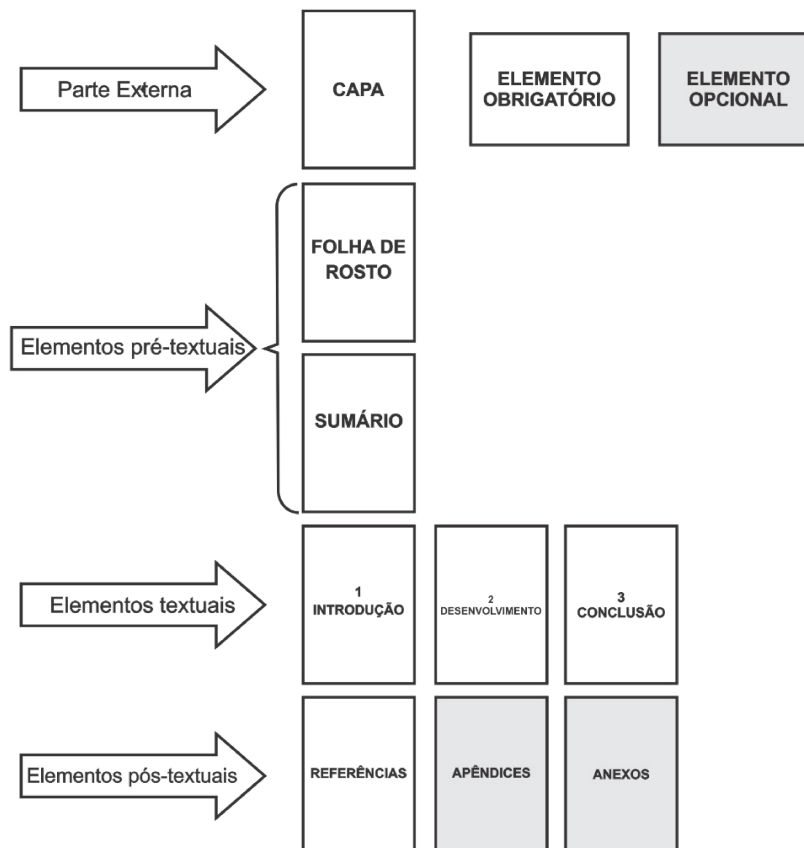 Parte Externa
CAPA
ELEMENTO
OBRIGATÓRIO
ELEMENTO
OPCIONAL
Elementos pré-textuais
FOLHA DE
ROSTO
SUMÁRIO
Elementos textuais
1
INTRODUÇÃO
2
DESENVOLVIMENTO
3
CONCLUSÃO
Elementos pós-textuais
REFERÊNCIAS
APÊNDICES
ANEXOS